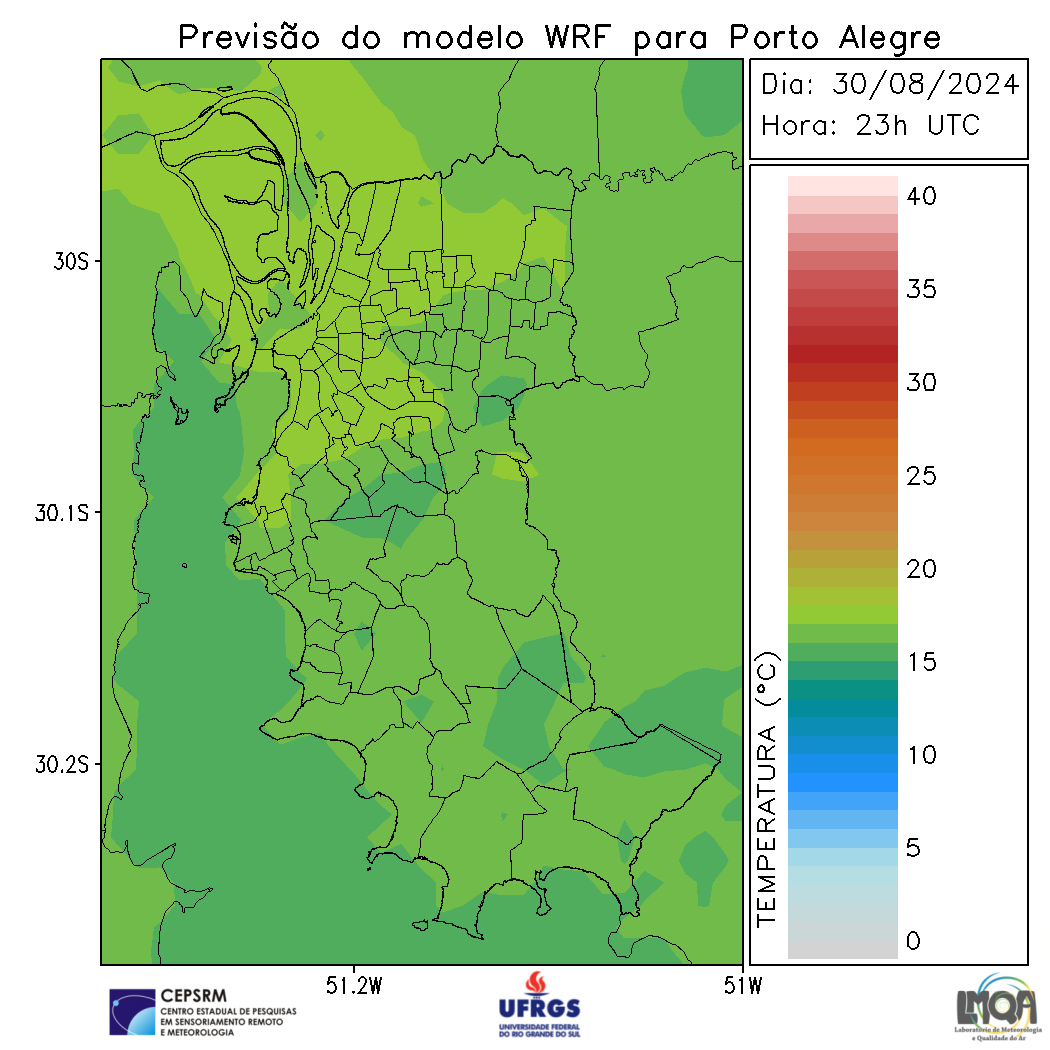 Previsão do modelo WRF para Porto Alegre
Dia: 30/08/2024
Hora: 23h UTC
30S
30.1S
30.2S
51.2W
51W
TEMPERATURA (°C)
40
35
30
25
20
15
10
5
0
CEPSRM
CENTRO ESTADUAL DE PESQUISAS
EM SENSORIAMENTO REMOTO
E METEOROLOGIA
UFRGS
UNIVERSIDADE FEDERAL
DO RIO GRANDE DO SUL
LMQA
Laboratório de Meteorologia
e Qualidade do Ar